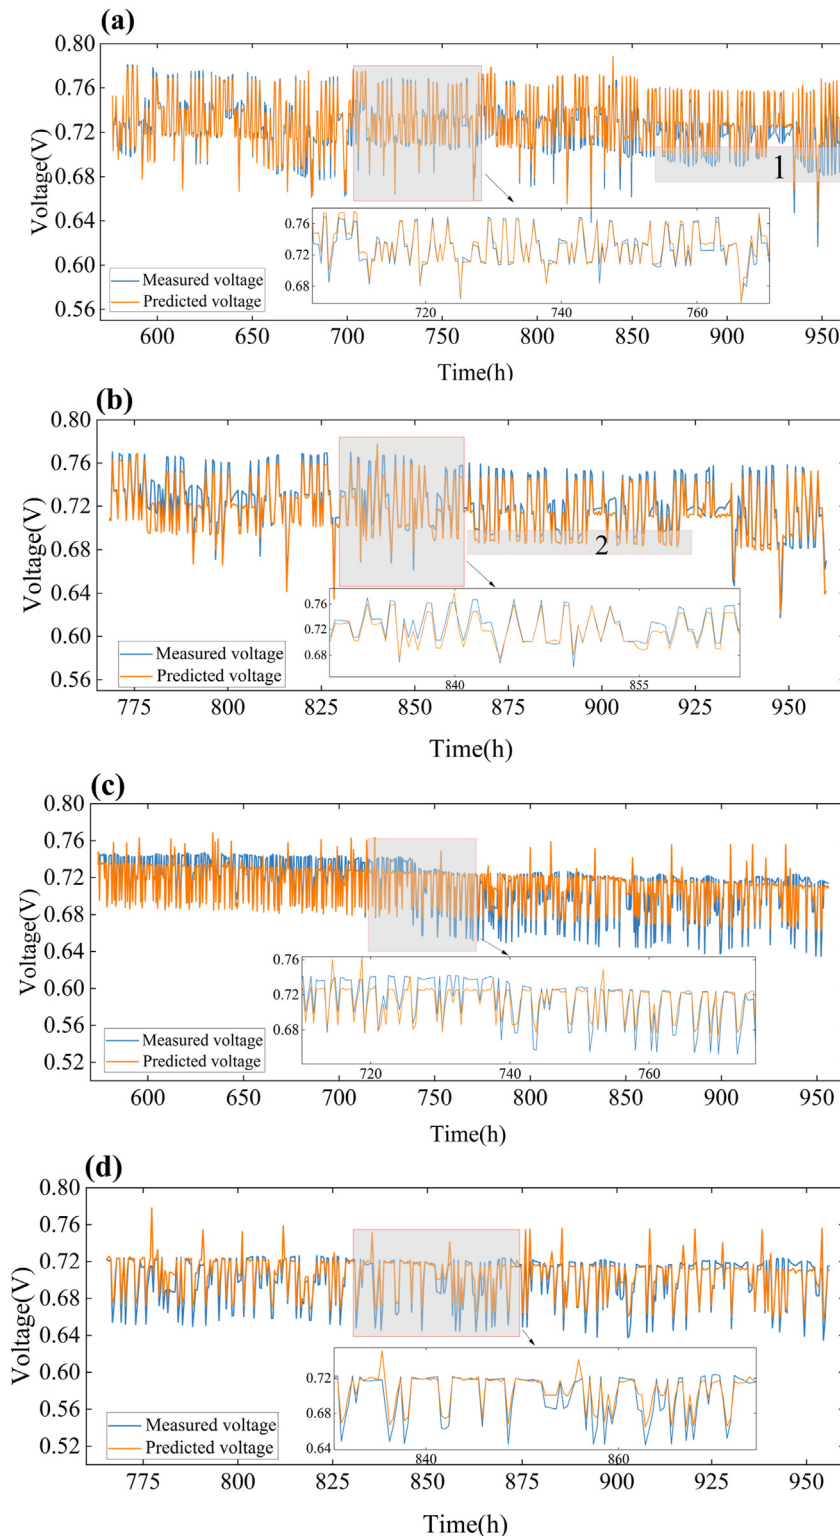 (a)
0.80
0.76
0.72
0.68
0.64
0.60
0.56
Voltage(V)
1
0.76
0.72
0.68
720 740 760
Measured voltage
Predicted voltage
600 650 700 750 800 850 900 950
Time(h)
(b)
0.80
0.76
0.72
0.68
0.64
0.60
0.56
Voltage(V)
2
0.76
0.72
0.68
840 855
Measured voltage
Predicted voltage
775 800 825 850 875 900 925 950
Time(h)
(c)
0.80
0.76
0.72
0.68
0.64
0.60
0.56
0.52
Voltage(V)
0.76
0.72
0.68
720 740 760
Measured voltage
Predicted voltage
600 650 700 750 800 850 900 950
Time(h)
(d)
0.80
0.76
0.72
0.68
0.64
0.60
0.56
0.52
Voltage(V)
0.72
0.68
0.64
840 860
Measured voltage
Predicted voltage
775 800 825 850 875 900 925 950
Time(h)